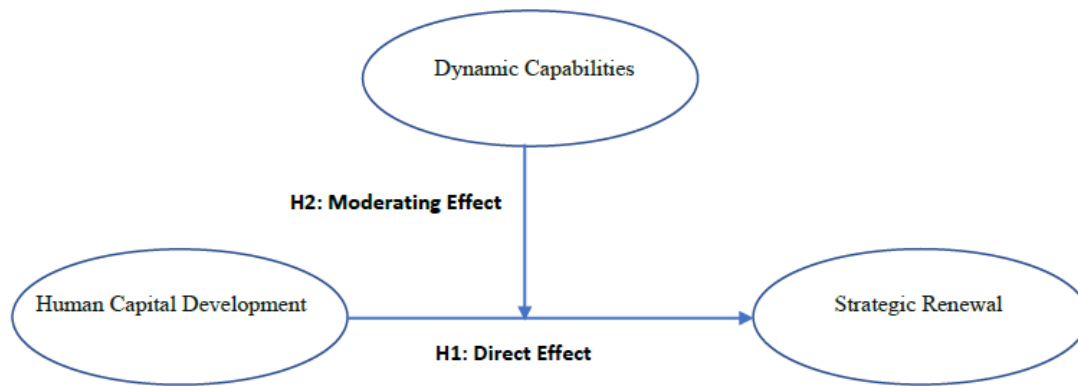 Dynamic Capabilities
H2: Moderating Effect
Human Capital Development
Strategic Renewal
H1: Direct Effect